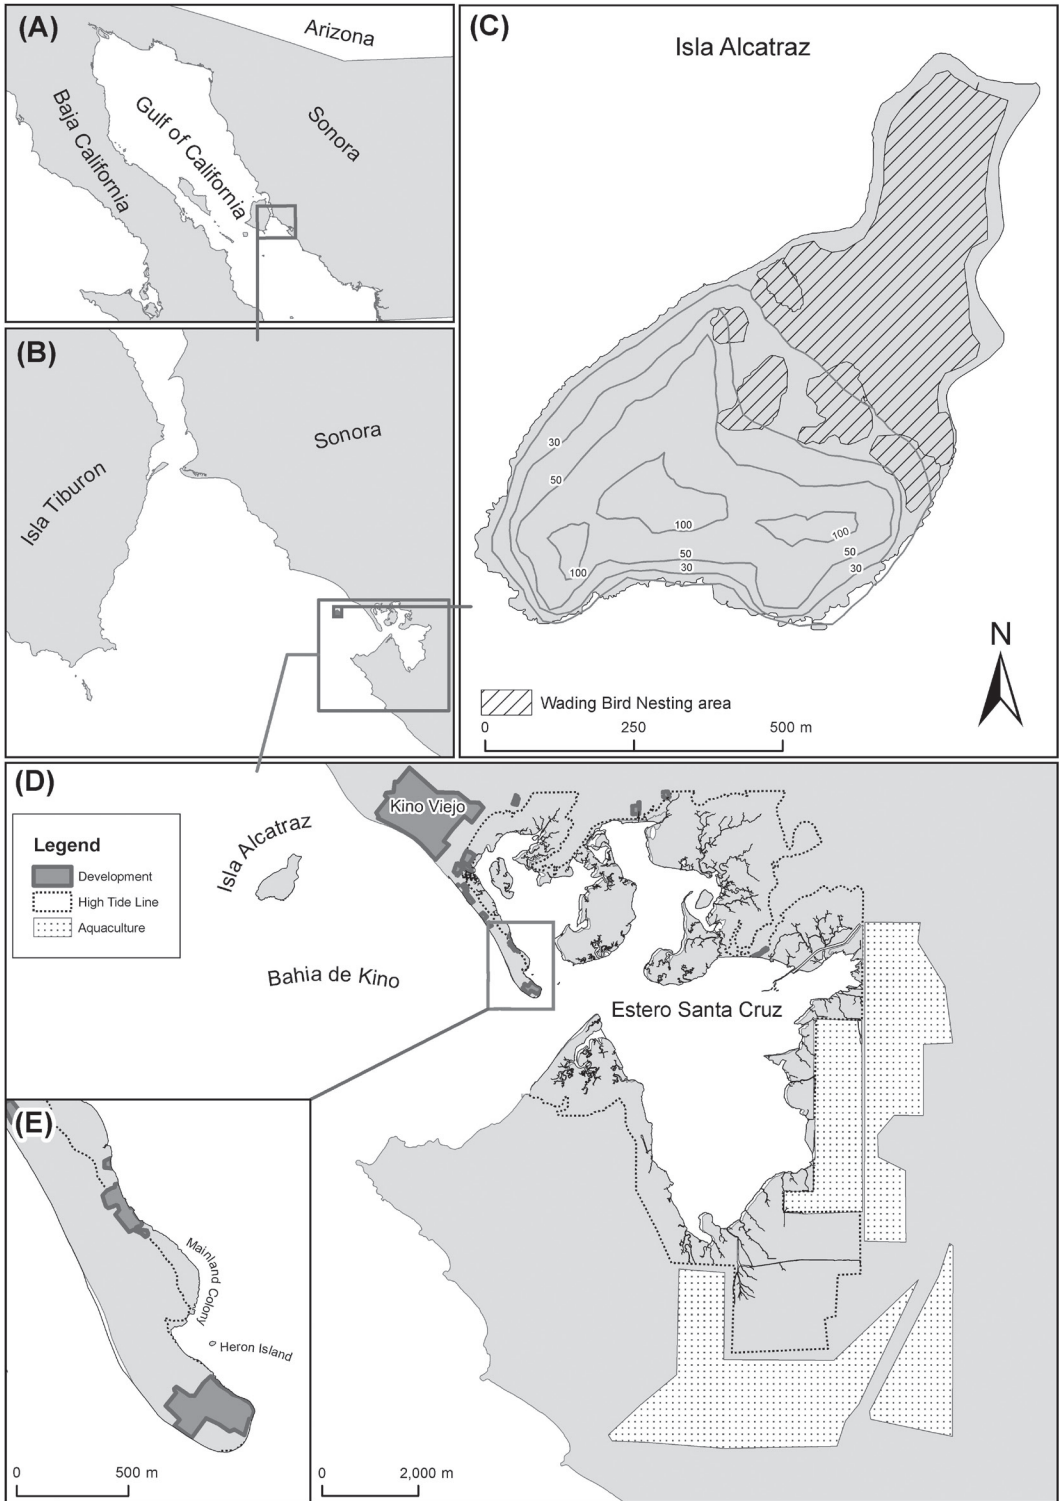 (A)
Arizona
Baja California
Gulf of California
Sonora
(B)
Isla Tiburon
Sonora
(C)
Isla Alcatraz
30
50
100
100
100
50
30
50
30
N
Wading Bird Nesting area
0 250 500 m
(D)
Legend
Development
High Tide Line
Aquaculture
Kino Viejo
Isla Alcatraz
Bahia de Kino
Estero Santa Cruz
(E)
Mainland Colony
Heron Island
0 500 m
0 2,000 m